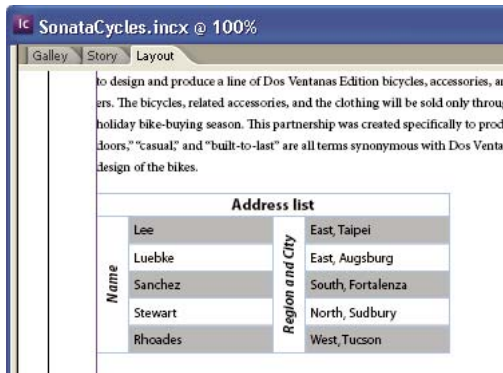 Ic SonataCycles.incx @ 100%
Galley Story Layout
to design and produce a line of Dos Ventanas Edition bicycles, accessories,
ers. The bicycles, related accessories, and the clothing will be sold only
holiday bike-buying season. This partnership was created specifically to
doors," "casual," and "built-to-last" are all terms synonymous with Dos
design of the bikes.
Address list
Name
Region and City
Lee East, Taipei
Luebke East, Augsburg
Sanchez South, Fortalenza
Stewart North, Sudbury
Rhoades West, Tucson